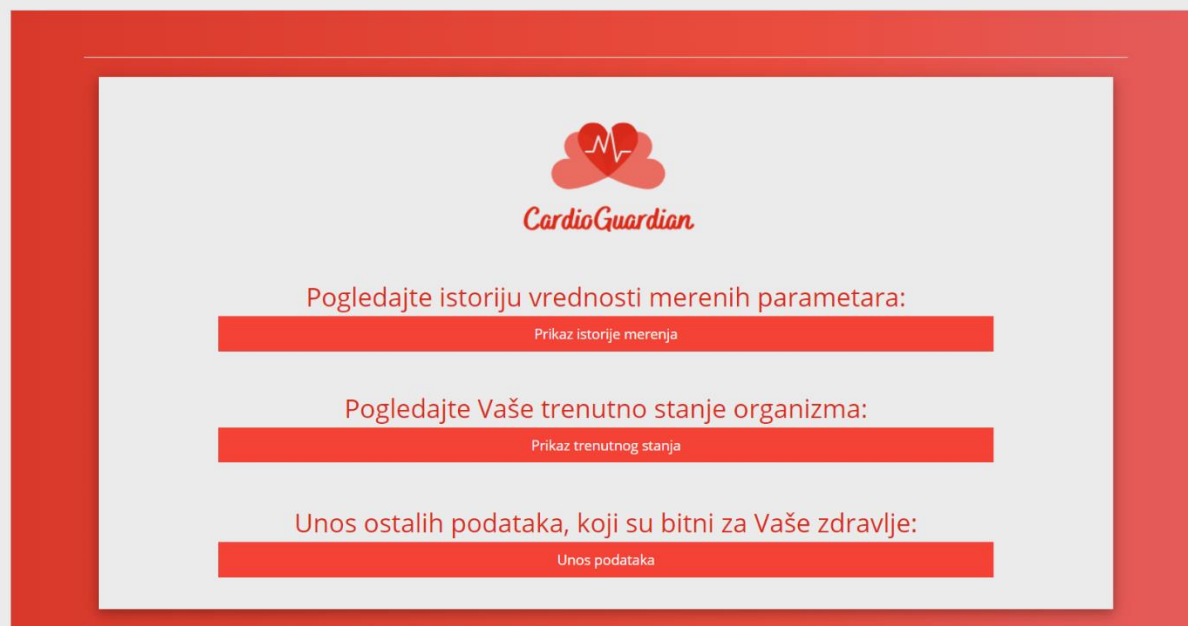 CardioGuardian
Pogledajte istoriju vrednosti merenih parametara:
Prikaz istorije merenja
Pogledajte Vaše trenutno stanje organizma:
Prikaz trenutnog stanja
Unos ostalih podataka, koji su bitni za Vaše zdravlje:
Unos podataka